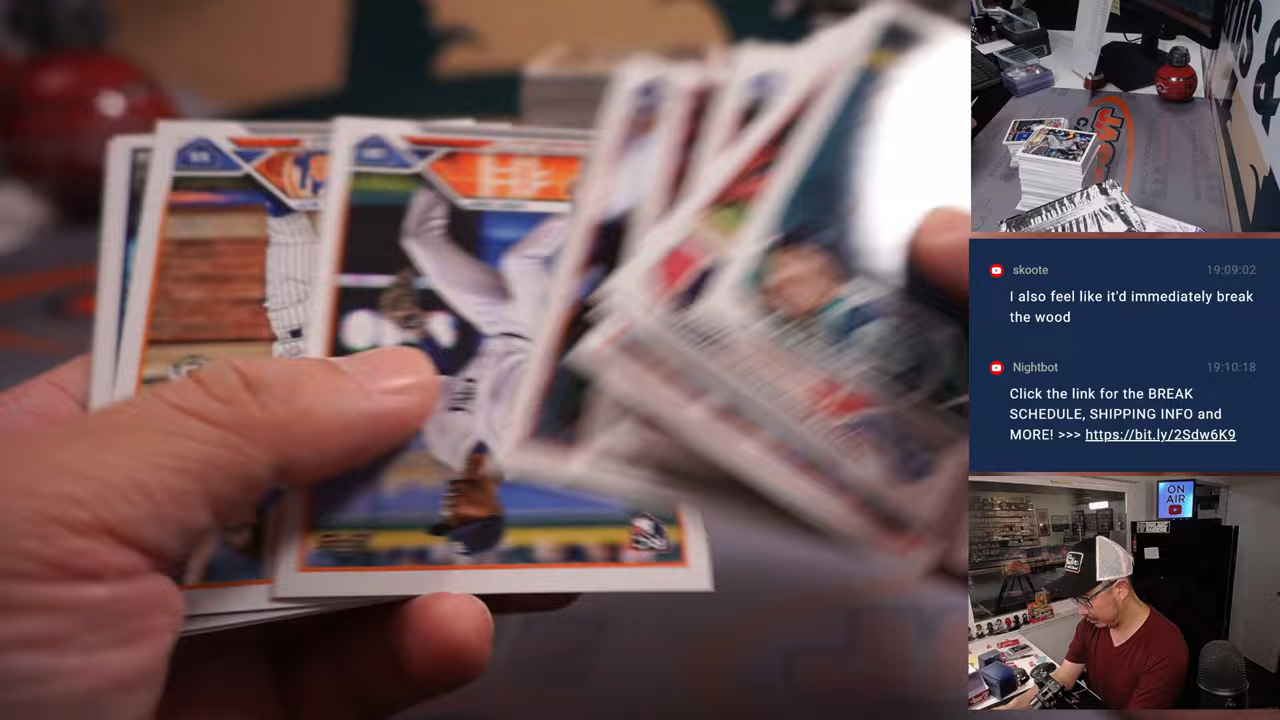 skoote
19:09:02
I also feel like it'd immediately break
the wood
Nightbot
19:10:18
Click the link for the BREAK
SCHEDULE, SHIPPING INFO and
MORE! >>> https://bit.ly/2Sdw6K9
ON
AIR